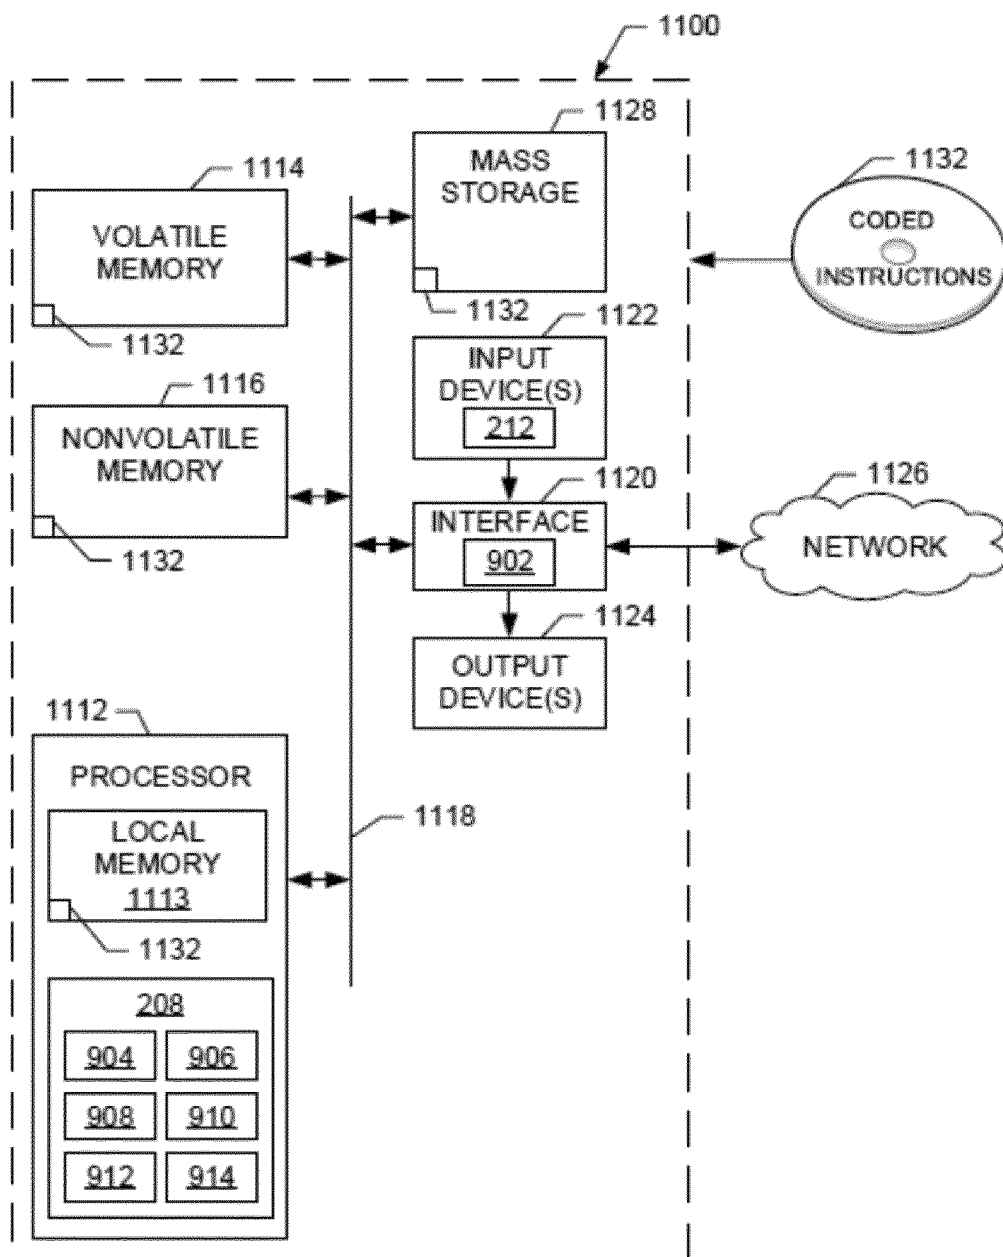 1100
1128
MASS
STORAGE
1132
1114
VOLATILE
MEMORY
1132
1132
CODED
INSTRUCTIONS
1122
INPUT
DEVICE(S)
212
1116
NONVOLATILE
MEMORY
1132
1120
INTERFACE
902
1126
NETWORK
1124
OUTPUT
DEVICE(S)
1112
PROCESSOR
LOCAL
MEMORY
1113
1132
1118
208
904 906
908 910
912 914